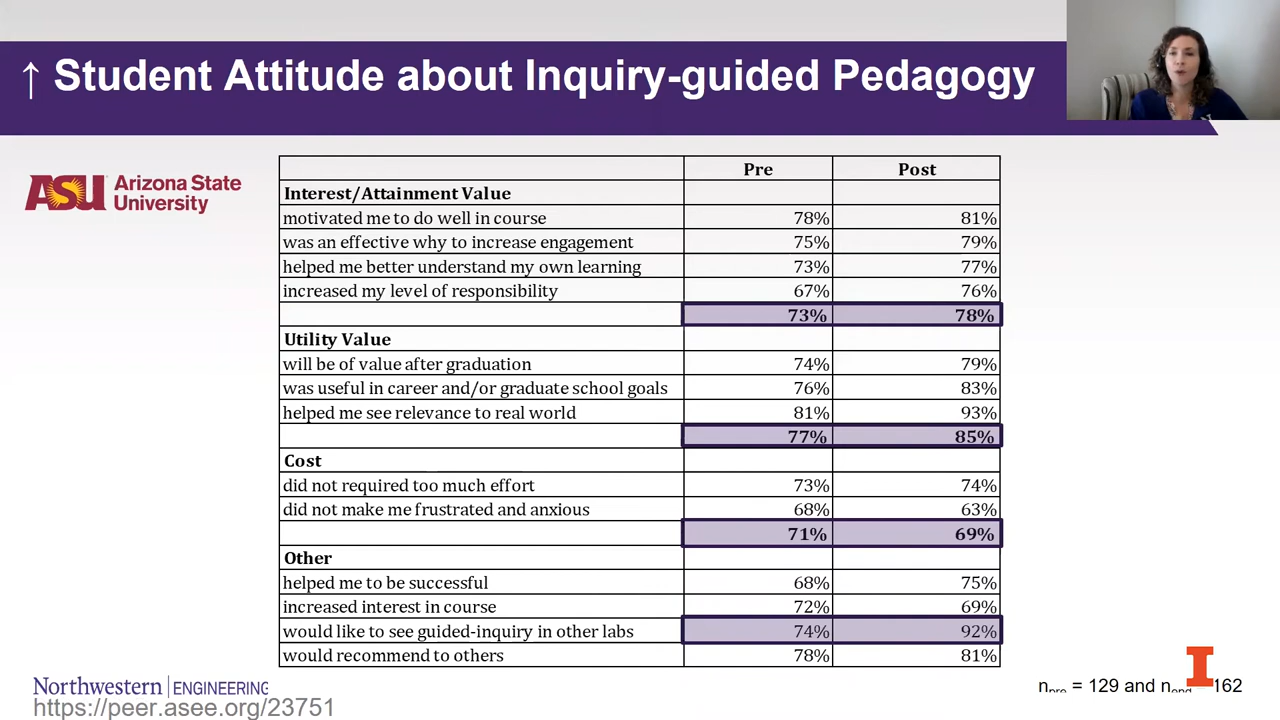 ↑ Student Attitude about Inquiry-guided Pedagogy
ASU Arizona State University
Pre Post
Interest/Attainment Value
motivated me to do well in course 78% 81%
was an effective why to increase engagement 75% 79%
helped me better understand my own learning 73% 77%
increased my level of responsibility 67% 76%
73% 78%
Utility Value
will be of value after graduation 74% 79%
was useful in career and/or graduate school goals 76% 83%
helped me see relevance to real world 81% 93%
77% 85%
Cost
did not required too much effort 73% 74%
did not make me frustrated and anxious 68% 63%
71% 69%
Other
helped me to be successful 68% 75%
increased interest in course 72% 69%
would like to see guided-inquiry in other labs 74% 92%
would recommend to others 78% 81%
Northwestern | ENGINEERING
https://peer.asee.org/23751
npre = 129 and nend 162